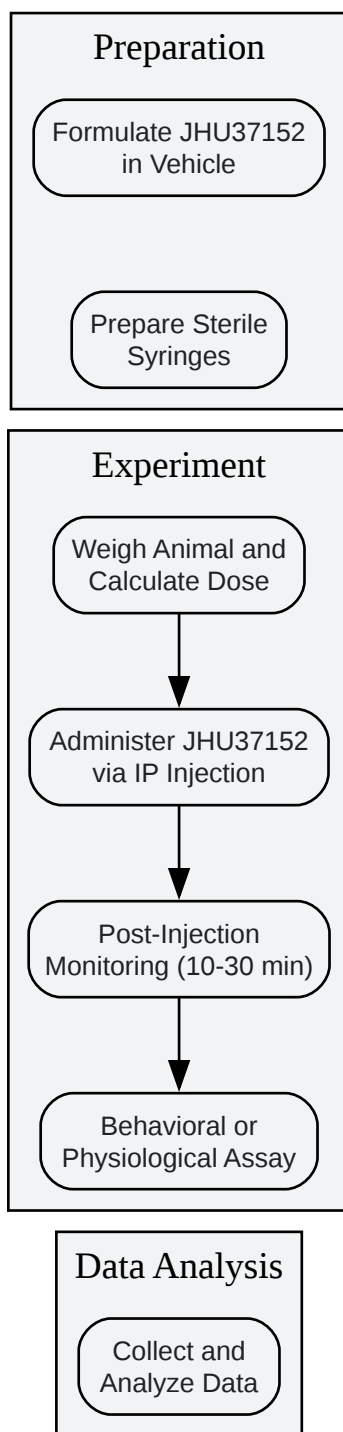 Preparation
Formulate JHU37152
in Vehicle
Prepare Sterile
Syringes
Experiment
Weigh Animal and
Calculate Dose
Administer JHU37152
via IP Injection
Post-Injection
Monitoring (10-30 min)
Behavioral or
Physiological Assay
Data Analysis
Collect and
Analyze Data